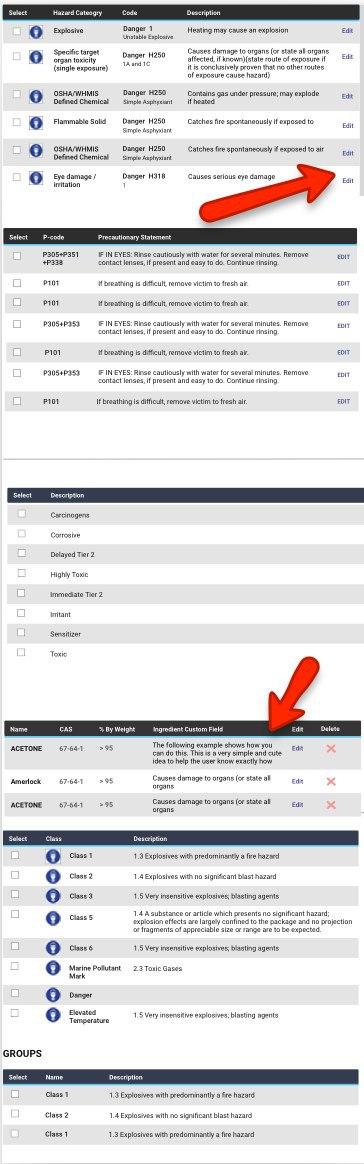 Select Hazard Category Code Description
Explosive Danger 1 Heating may cause an explosion Edit
Unstable Explosive
Specific target Danger H250 Causes damage to organs (or state all organs Edit
organ toxicity 1A and 1C affected, if known)(state route of exposure if
(single exposure) it is conclusively proven that no other routes
of exposure cause hazard)
OSHA/WHMIS Danger H250 Contains gas under pressure; may explode Edit
Defined Chemical Simple Asphyxiant if heated
Flammable Solid Danger H250 Catches fire spontaneously if exposed to Edit
Simple Asphyxiant
OSHA/WHMIS Danger H250 Catches fire spontaneously if exposed to air Edit
Defined Chemical Simple Asphyxiant
Eye damage / Danger H318 Causes serious eye damage Edit
irritation 1
Select P-code Precautionary Statement
P305+P351 IF IN EYES: Rinse cautiously with water for several minutes. Remove EDIT
+P338 contact lenses, if present and easy to do. Continue rinsing.
P101 If breathing is difficult, remove victim to fresh air. EDIT
P101 If breathing is difficult, remove victim to fresh air. EDIT
P305+P353 IF IN EYES: Rinse cautiously with water for several minutes. Remove EDIT
contact lenses, if present and easy to do. Continue rinsing.
P101 If breathing is difficult, remove victim to fresh air. EDIT
P305+P353 IF IN EYES: Rinse cautiously with water for several minutes. Remove EDIT
contact lenses, if present and easy to do. Continue rinsing.
P101 If breathing is difficult, remove victim to fresh air. EDIT
Select Description
Carcinogens
Corrosive
Delayed Tier 2
Highly Toxic
Immediate Tier 2
Irritant
Sensitizer
Toxic
Name CAS % By Weight Ingredient Custom Field Edit Delete
ACETONE 67-64-1 > 95 The following example shows how you Edit
can do this. This is a very simple and cute
idea to help the user know exactly how
Amerlock 67-64-1 > 95 Causes damage to organs (or state all Edit
organs
ACETONE 67-64-1 > 95 Causes damage to organs (or state all Edit
organs
Select Class Description
Class 1 1.3 Explosives with predominantly a fire hazard
Class 2 1.4 Explosives with no significant blast hazard
Class 3 1.5 Very insensitive explosives; blasting agents
Class 5 1.4 A substance or article which presents no significant hazard;
explosion effects are largely confined to the package and no projection
or fragments of appreciable size or range are to be expected.
Class 6 1.5 Very insensitive explosives; blasting agents
Marine Pollutant 2.3 Toxic Gases
Mark
Danger
Elevated 1.5 Very insensitive explosives; blasting agents
Temperature
GROUPS
Select Name Description
Class 1 1.3 Explosives with predominantly a fire hazard
Class 2 1.4 Explosives with no significant blast hazard
Class 1 1.3 Explosives with predominantly a fire hazard